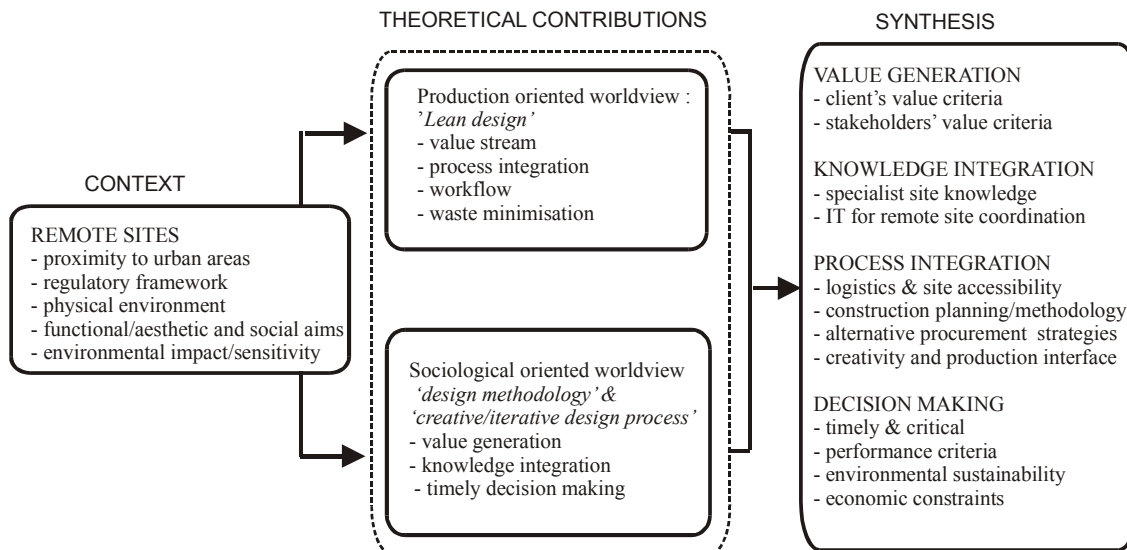 CONTEXT
REMOTE SITES
- proximity to urban areas
- regulatory framework
- physical environment
- functional/aesthetic and social aims
- environmental impact/sensitivity
THEORETICAL CONTRIBUTIONS
Production oriented worldview :
’Lean design’
- value stream
- process integration
- workflow
- waste minimisation
Sociological oriented worldview
‘design methodology’ &
‘creative/iterative design process’
- value generation
- knowledge integration
- timely decision making
SYNTHESIS
VALUE GENERATION
- client’s value criteria
- stakeholders’ value criteria
KNOWLEDGE INTEGRATION
- specialist site knowledge
- IT for remote site coordination
PROCESS INTEGRATION
- logistics & site accessibility
- construction planning/methodology
- alternative procurement strategies
- creativity and production interface
DECISION MAKING
- timely & critical
- performance criteria
- environmental sustainability
- economic constraints